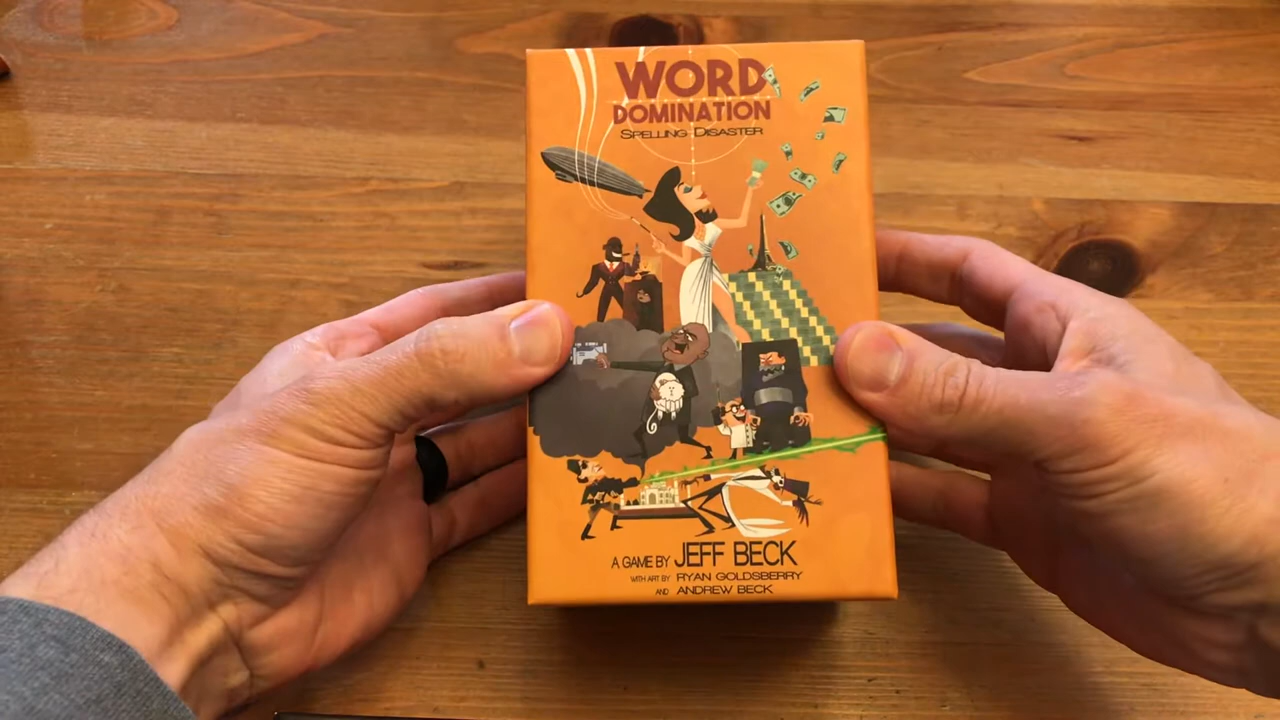 WORD
DOMINATION
SPELLING DISASTER
A GAME BY JEFF BECK
WITH ART BY RYAN GOLDSBERRY
AND ANDREW BECK